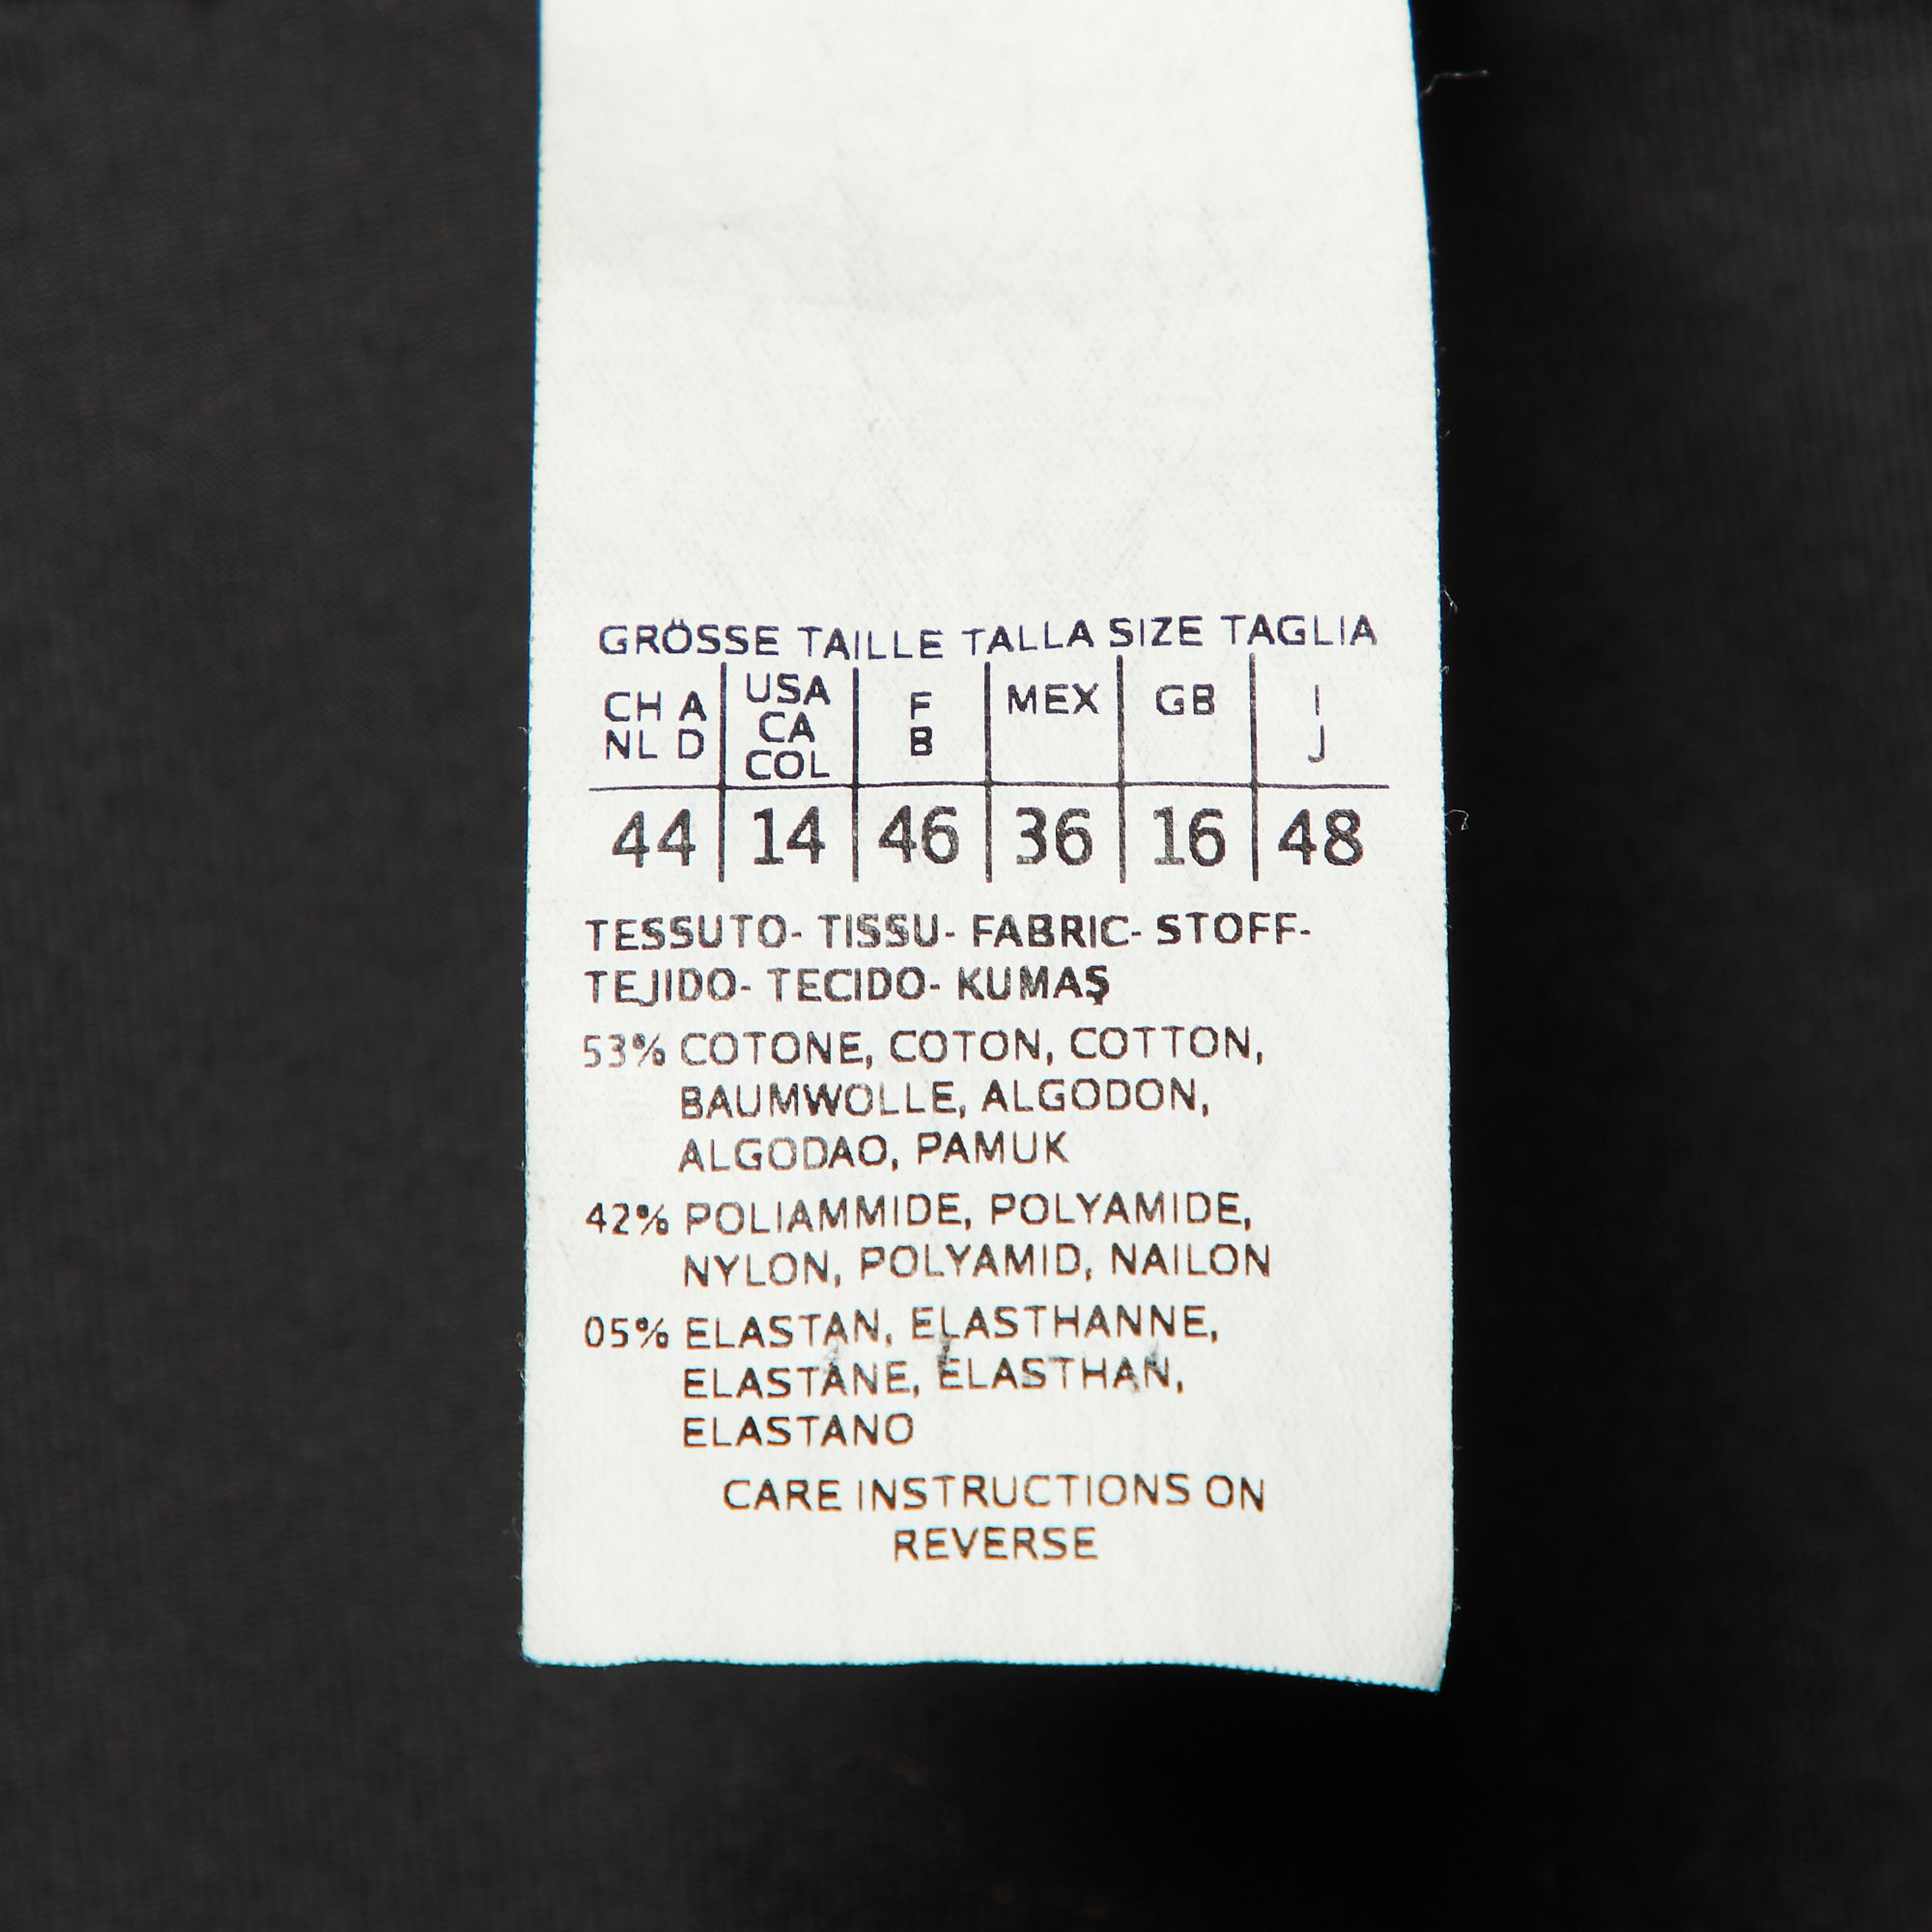 GRÖSSE TAILLE TALLA SIZE TAGLIA
CH A USA F MEX GB I
NL D CA B J
COL
44 14 46 36 16 48
TESSUTO- TISSU- FABRIC- STOFF-
TEJIDO- TECIDO- KUMAŞ
53% COTONE, COTON, COTTON,
BAUMWOLLE, ALGODON,
ALGODAO, PAMUK
42% POLIAMMIDE, POLYAMIDE,
NYLON, POLYAMID, NAILON
05% ELASTAN, ELASTHANNE,
ELASTANE, ELASTHAN,
ELASTANO
CARE INSTRUCTIONS ON
REVERSE